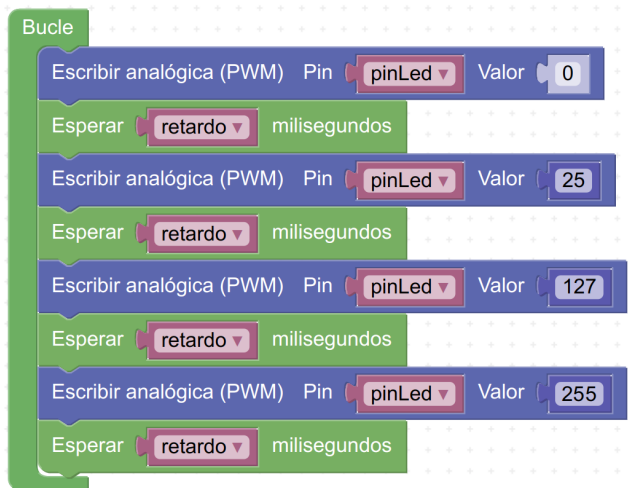 Bucle
Escribir analógica (PWM) Pin pinLed Valor 0
Esperar retardo milisegundos
Escribir analógica (PWM) Pin pinLed Valor 25
Esperar retardo milisegundos
Escribir analógica (PWM) Pin pinLed Valor 127
Esperar retardo milisegundos
Escribir analógica (PWM) Pin pinLed Valor 255
Esperar retardo milisegundos